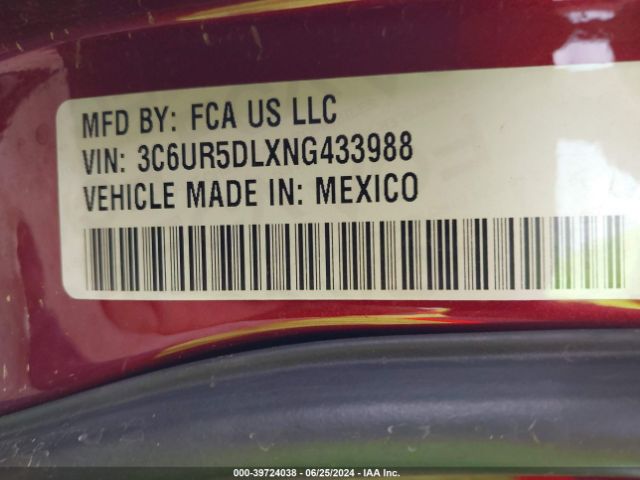 MFD BY: FCA US LLC
VIN: 3C6UR5DLXNG433988
VEHICLE MADE IN: MEXICO
000-39724038 - 06/25/2024 - IAA Inc.